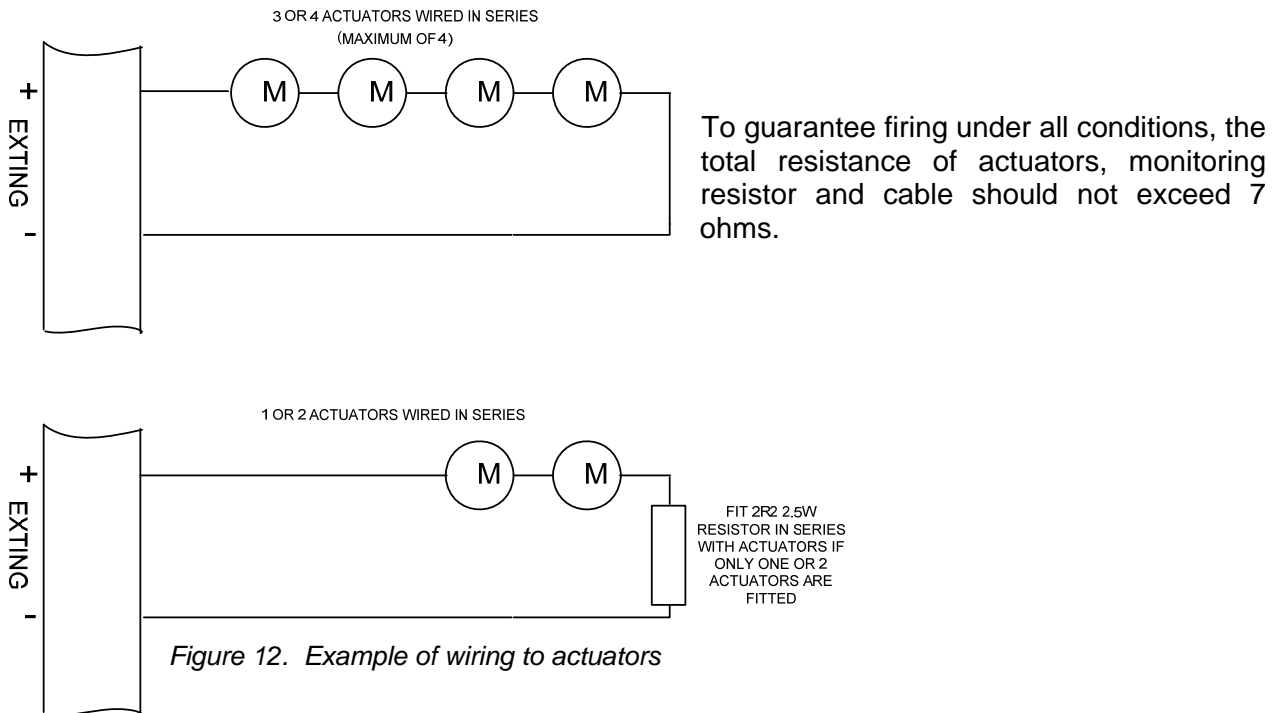 3 OR 4 ACTUATORS WIRED IN SERIES
(MAXIMUM OF 4)
+ EXTING -
M M M M
To guarantee firing under all conditions, the
total resistance of actuators, monitoring
resistor and cable should not exceed 7
ohms.
1 OR 2 ACTUATORS WIRED IN SERIES
+ EXTING -
M M
FIT 2R2 2.5W
RESISTOR IN SERIES
WITH ACTUATORS IF
ONLY ONE OR 2
ACTUATORS ARE
FITTED
Figure 12. Example of wiring to actuators